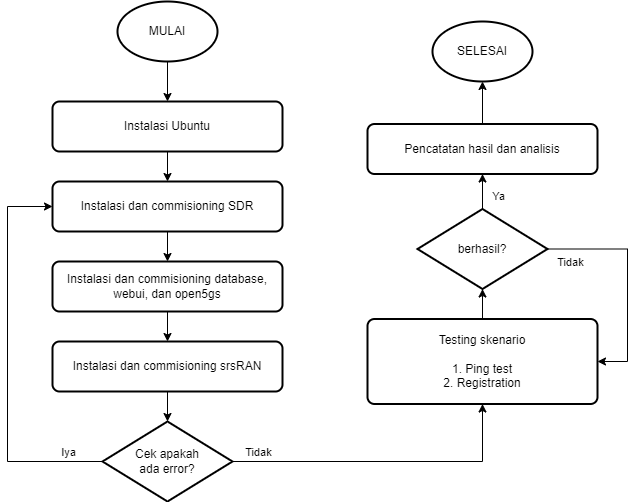 MULAI
Instalasi Ubuntu
Instalasi dan commisioning SDR
Instalasi dan commisioning database,
webui, dan open5gs
Instalasi dan commisioning srsRAN
Cek apakah
ada error?
Iya
Tidak
Testing skenario
1. Ping test
2. Registration
berhasil?
Tidak
Ya
Pencatatan hasil dan analisis
SELESAI